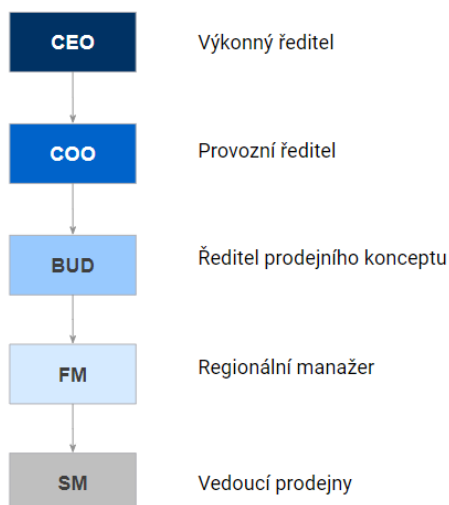 CEO Výkonný ředitel
COO Provozní ředitel
BUD Ředitel prodejního konceptu
FM Regionální manažer
SM Vedoucí prodejny